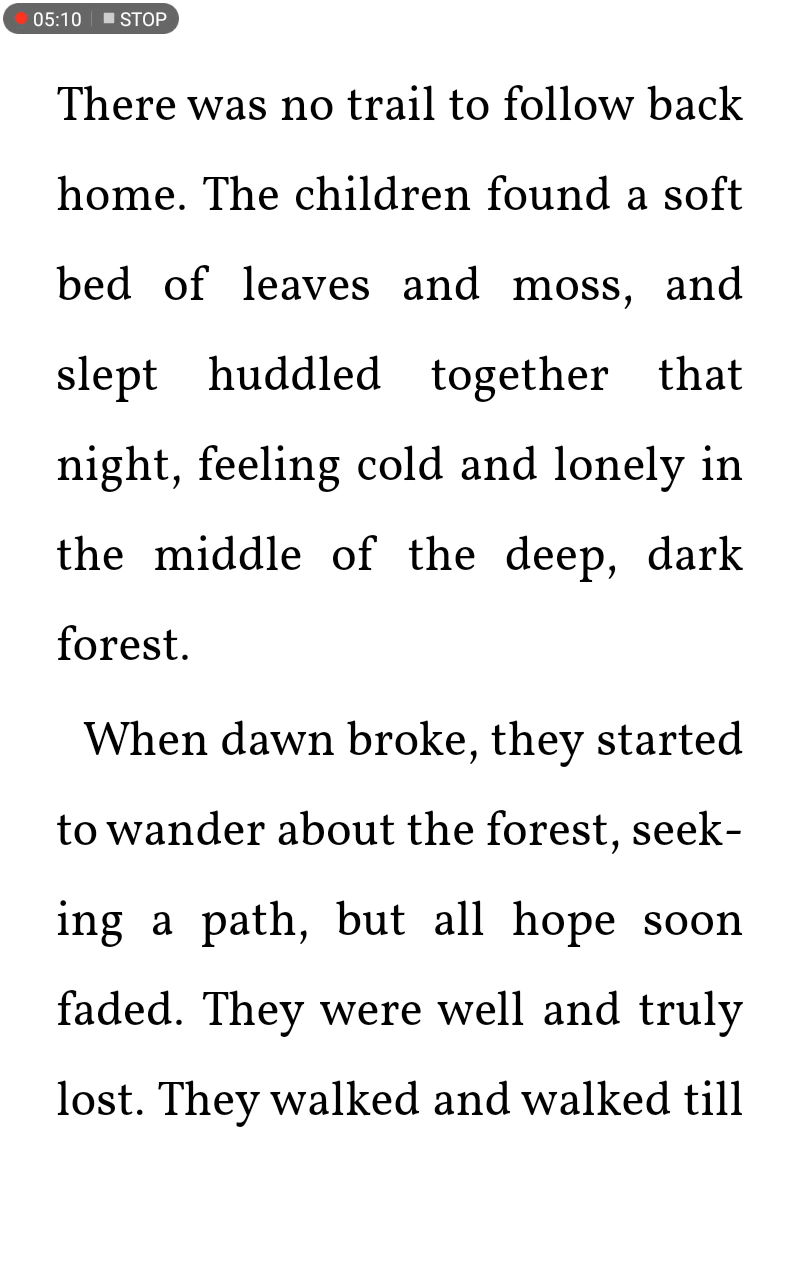 05:10 STOP
There was no trail to follow back
home. The children found a soft
bed of leaves and moss, and
slept huddled together that
night, feeling cold and lonely in
the middle of the deep, dark
forest.
When dawn broke, they started
to wander about the forest, seek-
ing a path, but all hope soon
faded. They were well and truly
lost. They walked and walked till